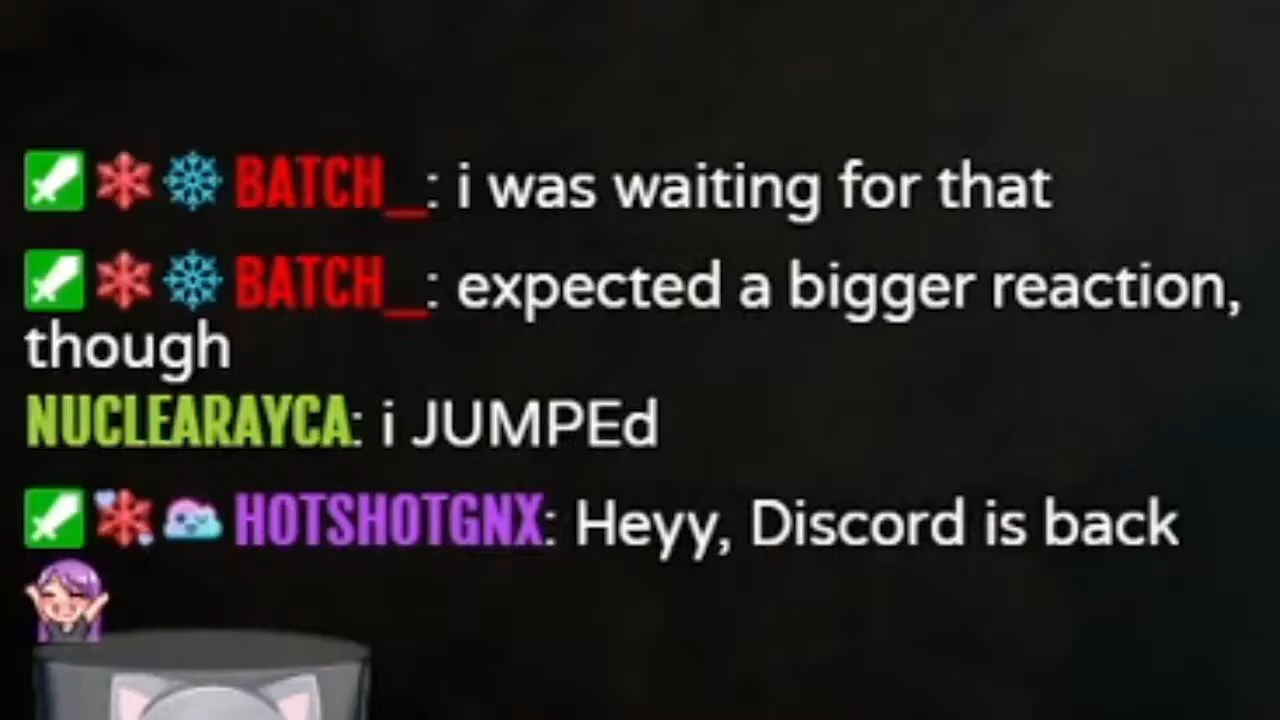 BATCH_: i was waiting for that
BATCH_: expected a bigger reaction,
though
NUCLEARAYCA: i JUMPEd
HOTSHOTGNX: Heyy, Discord is back